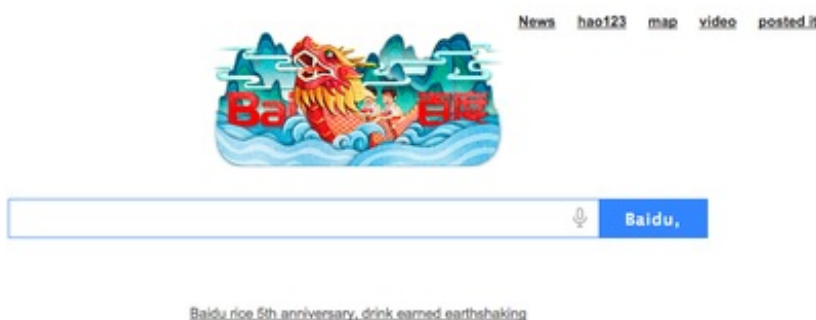 News hao123 map video posted it
Bai 百度
Baidu,
Baidu rice 5th anniversary, drink earned earthshaking